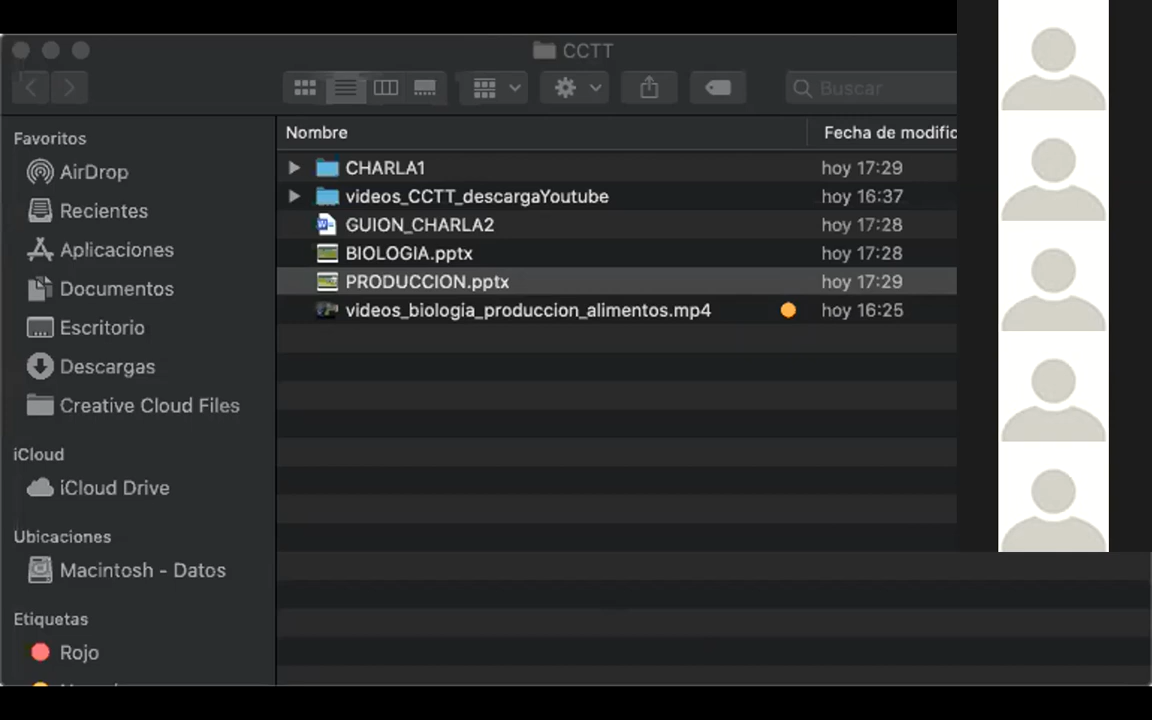 CCTT
Buscar
Favoritos
AirDrop
Recientes
Aplicaciones
Documentos
Escritorio
Descargas
Creative Cloud Files
iCloud
iCloud Drive
Ubicaciones
Macintosh - Datos
Etiquetas
Rojo
Nombre Fecha de modific
CHARLA1 hoy 17:29
videos_CCTT_descargaYoutube hoy 16:37
GUION_CHARLA2 hoy 17:28
BIOLOGIA.pptx hoy 17:28
PRODUCCION.pptx hoy 17:29
videos_biologia_produccion_alimentos.mp4 hoy 16:25